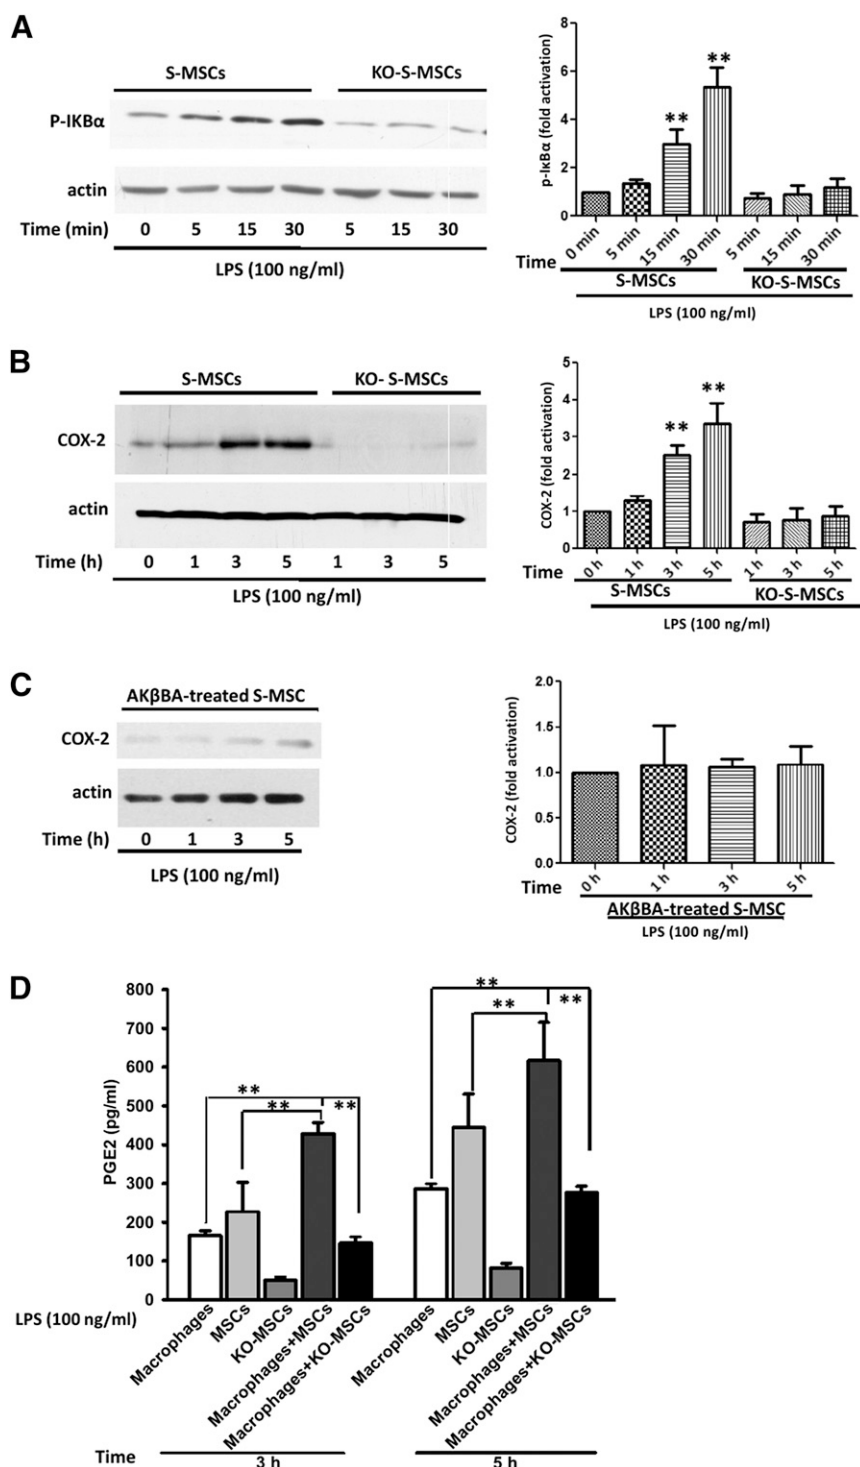 A
S-MSCs
KO-S-MSCs
P-IKBα
actin
Time (min) 0 5 15 30 5 15 30
LPS (100 ng/ml)
p-IκBα (fold activation)
8
6
4
2
0
** **
0 min 5 min 15 min 30 min 5 min 15 min 30 min
Time
S-MSCs KO-S-MSCs
LPS (100 ng/ml)
B
S-MSCs
KO- S-MSCs
COX-2
actin
Time (h) 0 1 3 5 1 3 5
LPS (100 ng/ml)
COX-2 (fold activation)
5
4
3
2
1
0
** **
0 h 1 h 3 h 5 h 1 h 3 h 5 h
Time
S-MSCs KO-S-MSCs
LPS (100 ng/ml)
C
AKβBA-treated S-MSC
COX-2
actin
Time (h) 0 1 3 5
LPS (100 ng/ml)
COX-2 (fold activation)
2.0
1.5
1.0
0.5
0.0
0 h 1 h 3 h 5 h
Time
AKβBA-treated S-MSC
LPS (100 ng/ml)
D
PGE2 (pg/ml)
800
700
600
500
400
300
200
100
0
** ** **
** ** **
LPS (100 ng/ml)
Macrophages MSCs KO-MSCs Macrophages+MSCs Macrophages+KO-MSCs
Macrophages MSCs KO-MSCs Macrophages+MSCs Macrophages+KO-MSCs
Time 3 h 5 h